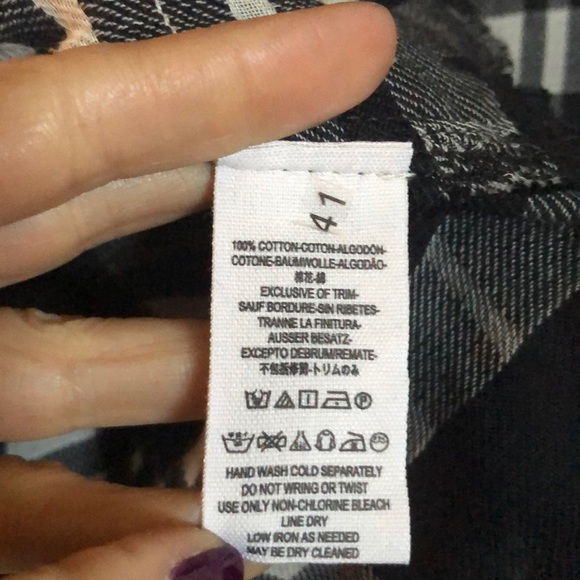 41
100% COTTON-COTON-ALGODÓN-
COTONE-BAUMWOLLE-ALGODÃO-
棉花-綿
EXCLUSIVE OF TRIM-
SAUF BORDURE-SIN RIBETES-
TRANNE LA FINITURA-
AUSSER BESATZ-
EXCEPTO DEBRUM/REMATE-
不包括修飾-トリムのみ
HAND WASH COLD SEPARATELY
DO NOT WRING OR TWIST
USE ONLY NON-CHLORINE BLEACH
LINE DRY
LOW IRON AS NEEDED
MAY BE DRY CLEANED